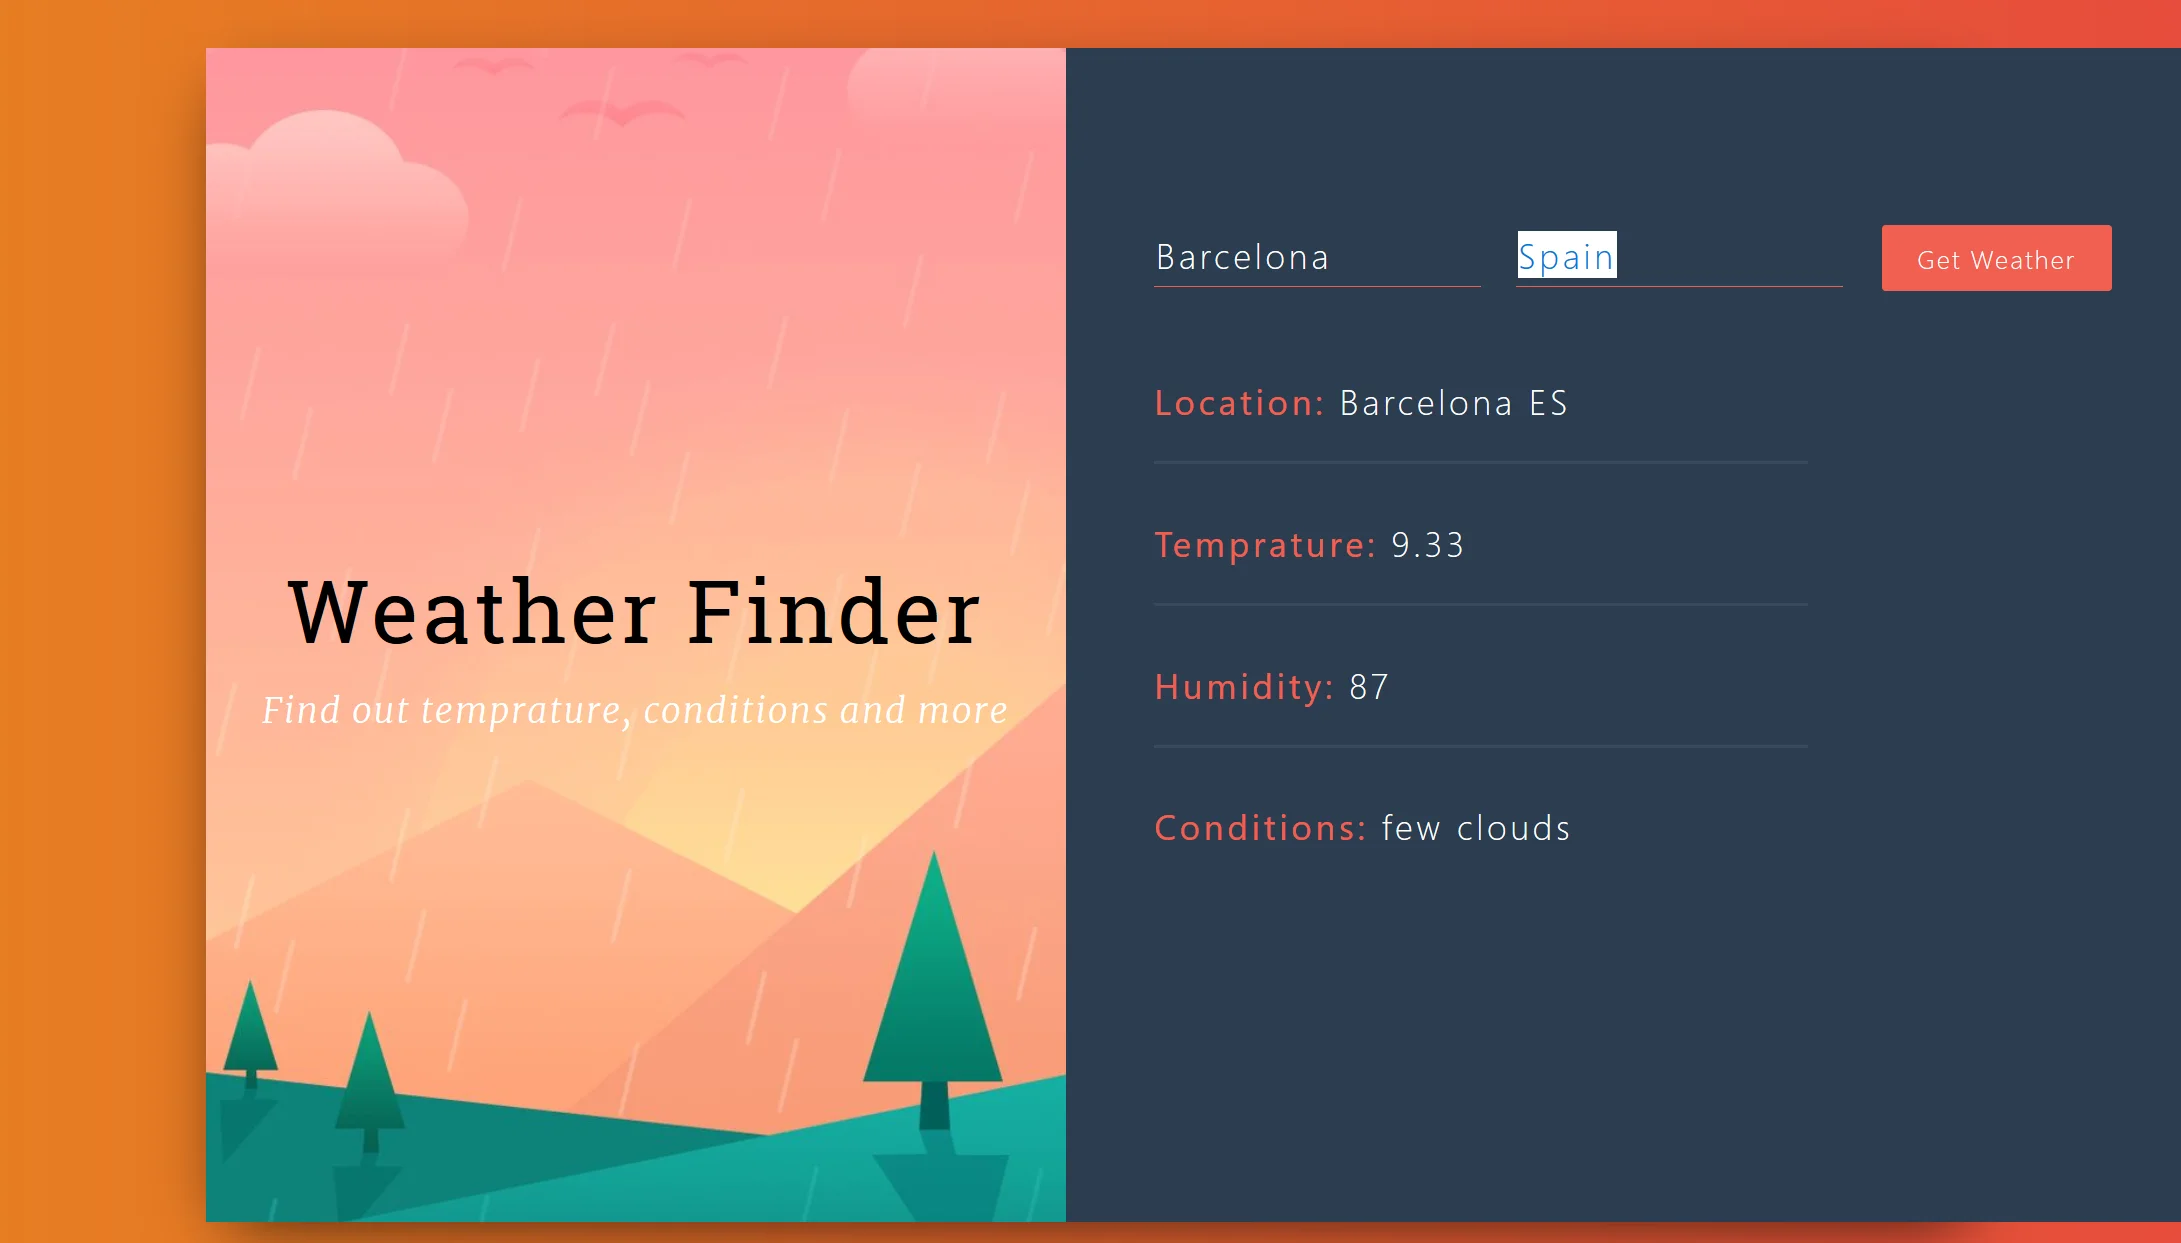 Weather Finder
Find out temprature, conditions and more
Barcelona Spain Get Weather
Location: Barcelona ES
Temprature: 9.33
Humidity: 87
Conditions: few clouds